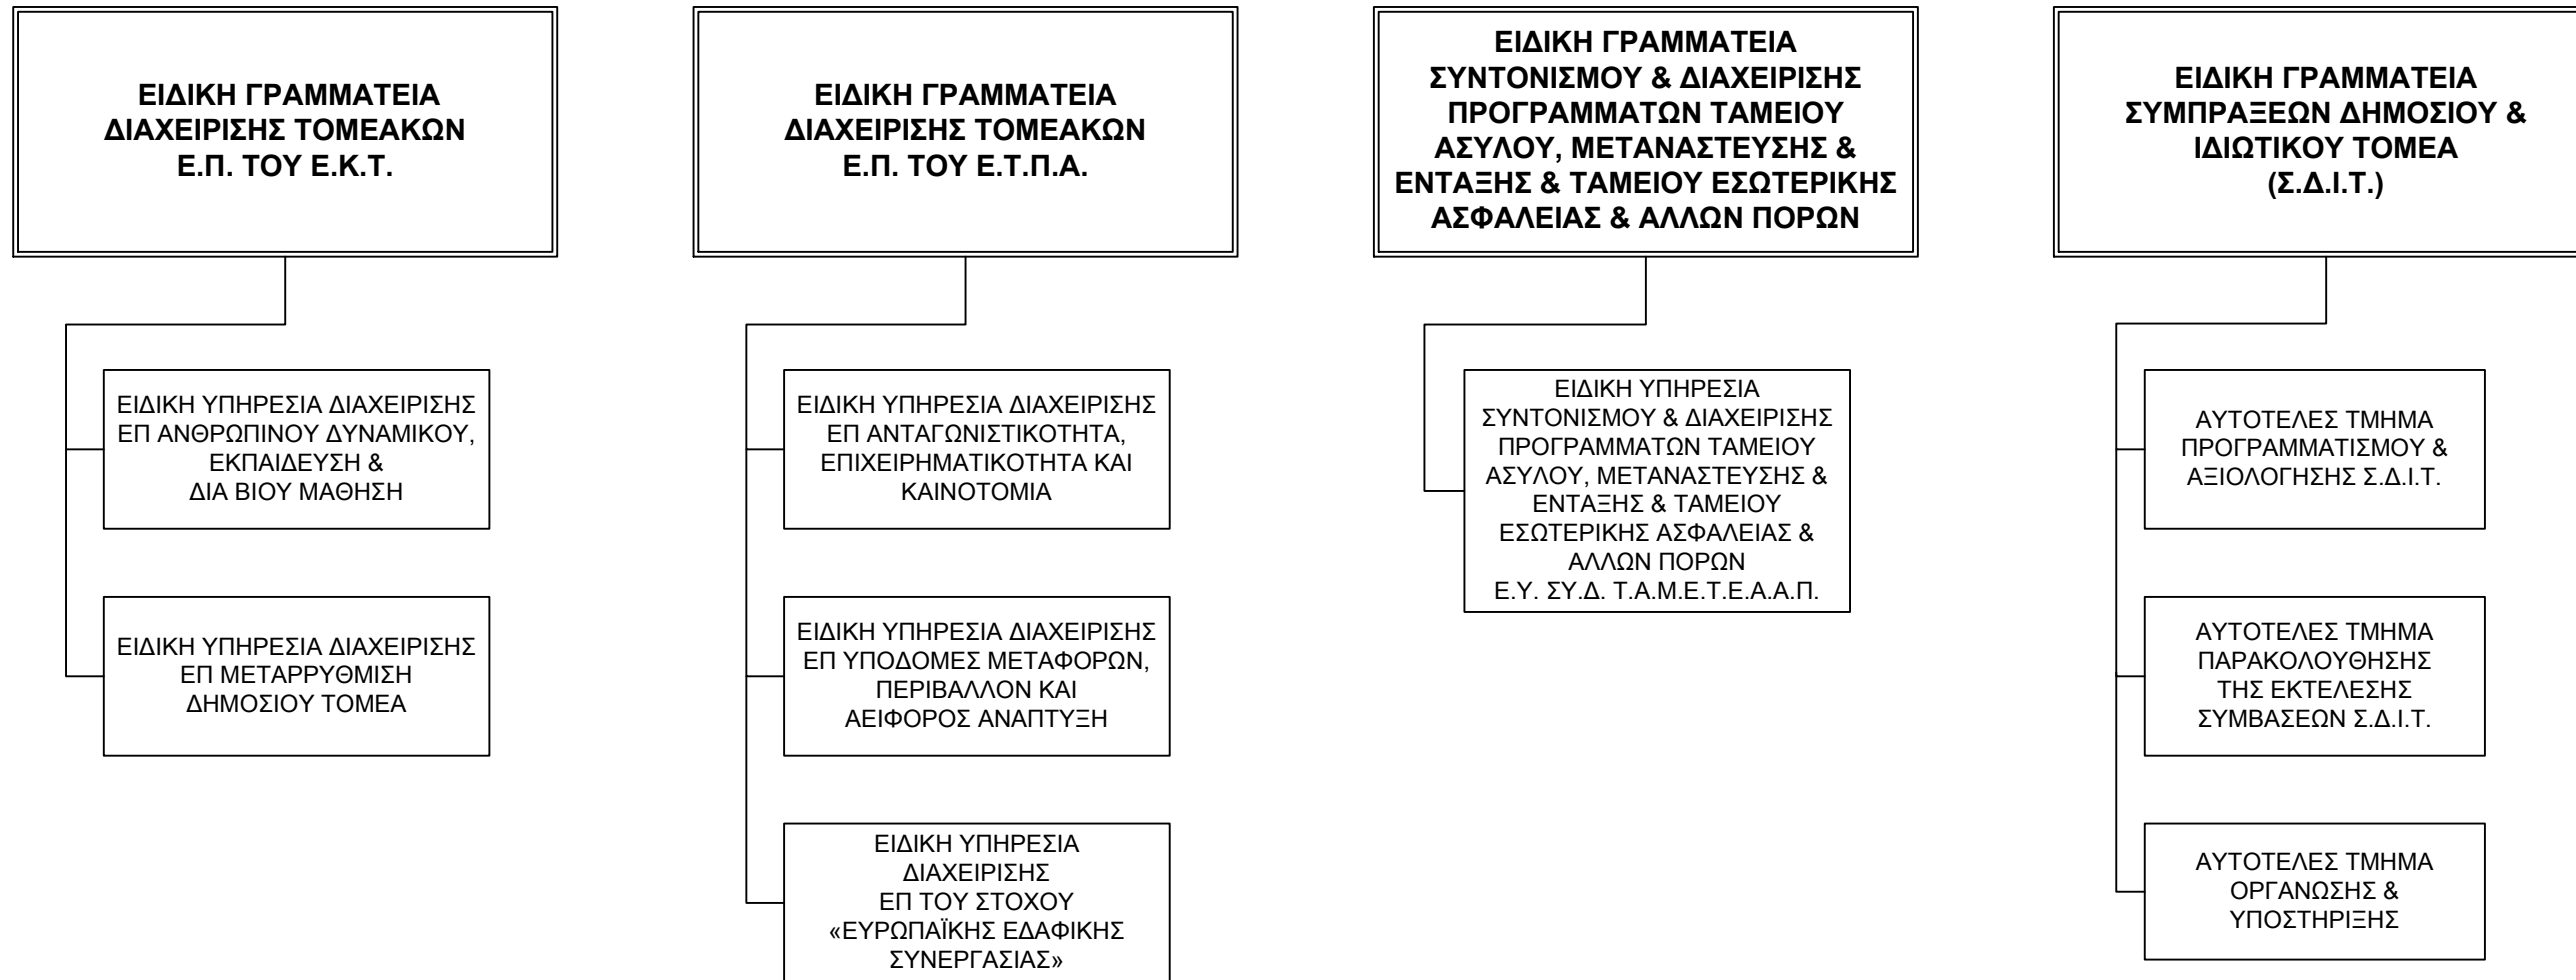 ΕΙΔΙΚΗ ΓΡΑΜΜΑΤΕΙΑ
ΔΙΑΧΕΙΡΙΣΗΣ ΤΟΜΕΑΚΩΝ
Ε.Π. ΤΟΥ Ε.Κ.Τ.
ΕΙΔΙΚΗ ΥΠΗΡΕΣΙΑ ΔΙΑΧΕΙΡΙΣΗΣ
ΕΠ ΑΝΘΡΩΠΙΝΟΥ ΔΥΝΑΜΙΚΟΥ,
ΕΚΠΑΙΔΕΥΣΗ &
ΔΙΑ ΒΙΟΥ ΜΑΘΗΣΗ
ΕΙΔΙΚΗ ΥΠΗΡΕΣΙΑ ΔΙΑΧΕΙΡΙΣΗΣ
ΕΠ ΜΕΤΑΡΡΥΘΜΙΣΗ
ΔΗΜΟΣΙΟΥ ΤΟΜΕΑ
ΕΙΔΙΚΗ ΓΡΑΜΜΑΤΕΙΑ
ΔΙΑΧΕΙΡΙΣΗΣ ΤΟΜΕΑΚΩΝ
Ε.Π. ΤΟΥ Ε.Τ.Π.Α.
ΕΙΔΙΚΗ ΥΠΗΡΕΣΙΑ ΔΙΑΧΕΙΡΙΣΗΣ
ΕΠ ΑΝΤΑΓΩΝΙΣΤΙΚΟΤΗΤΑ,
ΕΠΙΧΕΙΡΗΜΑΤΙΚΟΤΗΤΑ ΚΑΙ
ΚΑΙΝΟΤΟΜΙΑ
ΕΙΔΙΚΗ ΥΠΗΡΕΣΙΑ ΔΙΑΧΕΙΡΙΣΗΣ
ΕΠ ΥΠΟΔΟΜΕΣ ΜΕΤΑΦΟΡΩΝ,
ΠΕΡΙΒΑΛΛΟΝ ΚΑΙ
ΑΕΙΦΟΡΟΣ ΑΝΑΠΤΥΞΗ
ΕΙΔΙΚΗ ΥΠΗΡΕΣΙΑ
ΔΙΑΧΕΙΡΙΣΗΣ
ΕΠ ΤΟΥ ΣΤΟΧΟΥ
«ΕΥΡΩΠΑΪΚΗΣ ΕΔΑΦΙΚΗΣ
ΣΥΝΕΡΓΑΣΙΑΣ»
ΕΙΔΙΚΗ ΓΡΑΜΜΑΤΕΙΑ
ΣΥΝΤΟΝΙΣΜΟΥ & ΔΙΑΧΕΙΡΙΣΗΣ
ΠΡΟΓΡΑΜΜΑΤΩΝ ΤΑΜΕΙΟΥ
ΑΣΥΛΟΥ, ΜΕΤΑΝΑΣΤΕΥΣΗΣ &
ΕΝΤΑΞΗΣ & ΤΑΜΕΙΟΥ ΕΣΩΤΕΡΙΚΗΣ
ΑΣΦΑΛΕΙΑΣ & ΑΛΛΩΝ ΠΟΡΩΝ
ΕΙΔΙΚΗ ΥΠΗΡΕΣΙΑ
ΣΥΝΤΟΝΙΣΜΟΥ & ΔΙΑΧΕΙΡΙΣΗΣ
ΠΡΟΓΡΑΜΜΑΤΩΝ ΤΑΜΕΙΟΥ
ΑΣΥΛΟΥ, ΜΕΤΑΝΑΣΤΕΥΣΗΣ &
ΕΝΤΑΞΗΣ & ΤΑΜΕΙΟΥ
ΕΣΩΤΕΡΙΚΗΣ ΑΣΦΑΛΕΙΑΣ &
ΑΛΛΩΝ ΠΟΡΩΝ
Ε.Υ. ΣΥ.Δ. Τ.Α.Μ.Ε.Τ.Ε.Α.Α.Π.
ΕΙΔΙΚΗ ΓΡΑΜΜΑΤΕΙΑ
ΣΥΜΠΡΑΞΕΩΝ ΔΗΜΟΣΙΟΥ &
ΙΔΙΩΤΙΚΟΥ ΤΟΜΕΑ
(Σ.Δ.Ι.Τ.)
ΑΥΤΟΤΕΛΕΣ ΤΜΗΜΑ
ΠΡΟΓΡΑΜΜΑΤΙΣΜΟΥ &
ΑΞΙΟΛΟΓΗΣΗΣ Σ.Δ.Ι.Τ.
ΑΥΤΟΤΕΛΕΣ ΤΜΗΜΑ
ΠΑΡΑΚΟΛΟΥΘΗΣΗΣ
ΤΗΣ ΕΚΤΕΛΕΣΗΣ
ΣΥΜΒΑΣΕΩΝ Σ.Δ.Ι.Τ.
ΑΥΤΟΤΕΛΕΣ ΤΜΗΜΑ
ΟΡΓΑΝΩΣΗΣ &
ΥΠΟΣΤΗΡΙΞΗΣ